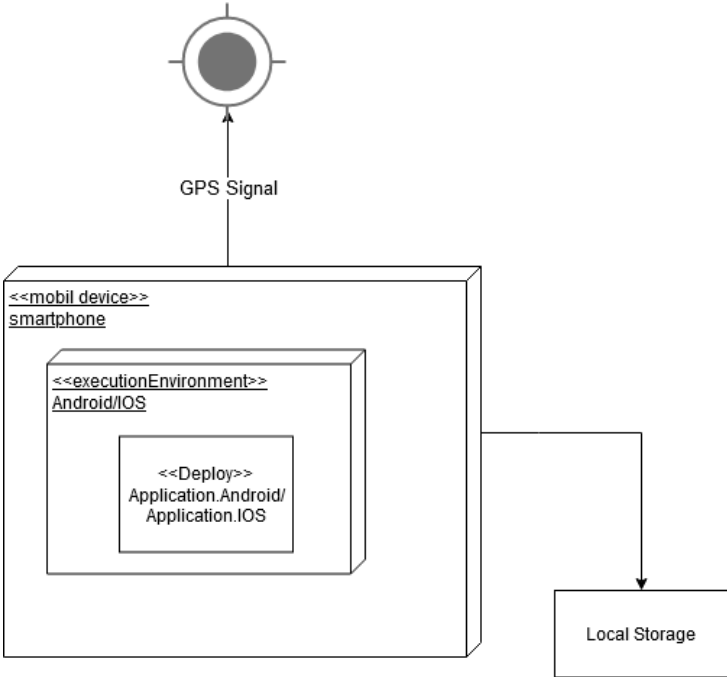 GPS Signal
<<mobil device>>
smartphone
<<executionEnvironment>>
Android/IOS
<<Deploy>>
Application.Android/
Application.IOS
Local Storage